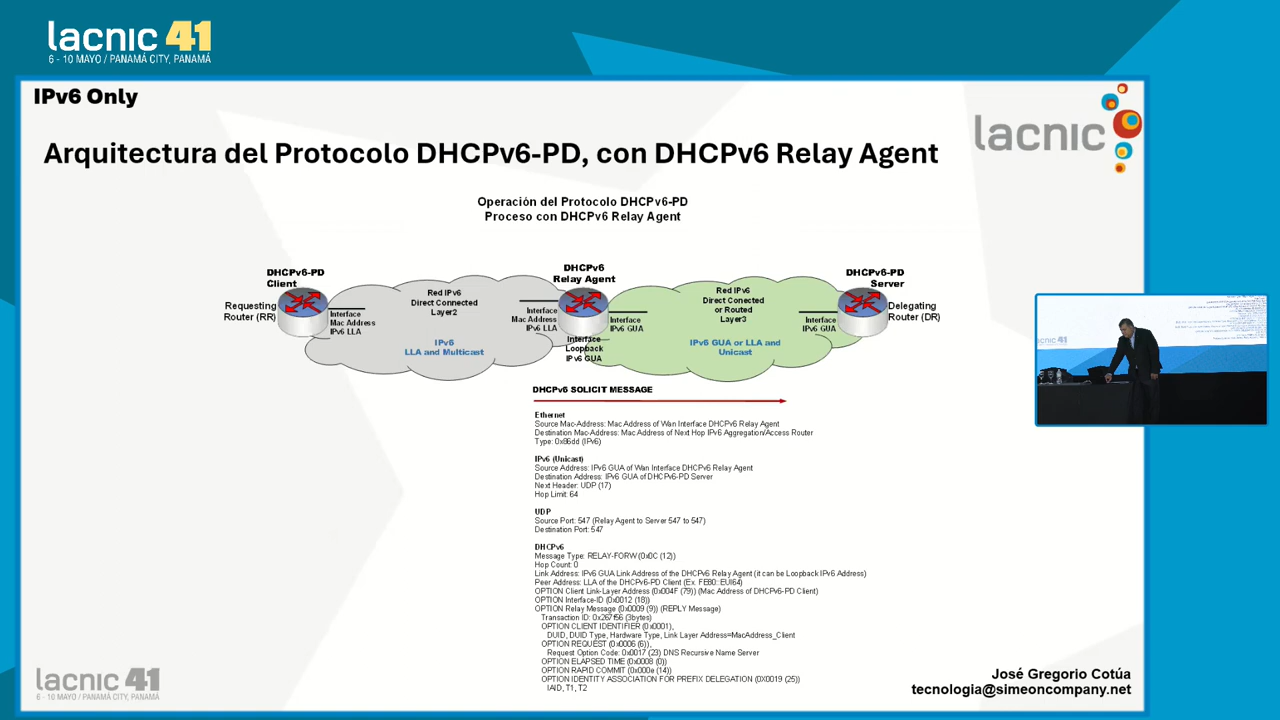 lacnic 41
6 - 10 MAYO / PANAMÁ CITY, PANAMÁ
IPv6 Only
lacnic
Arquitectura del Protocolo DHCPv6-PD, con DHCPv6 Relay Agent
Operación del Protocolo DHCPv6-PD
Proceso con DHCPv6 Relay Agent
DHCPv6-PD
Client
Requesting
Router (RR)
Interface
Mac Address
IPv6 LLA
Red IPv6
Direct Connected
Layer2
IPv6
LLA and Multicast
DHCPv6
Relay Agent
Interface
Mac Address
IPv6 LLA
Interface
IPv6 GUA
Interface
Loopback
IPv6 GUA
Red IPv6
Direct Conected
or Routed
Layer3
IPv6 GUA or LLA and
Unicast
Interface
IPv6 GUA
DHCPv6-PD
Server
Delegating
Router (DR)
DHCPv6 SOLICIT MESSAGE
Ethernet
Source Mac-Address: Mac Address of Wan Interface DHCPv6 Relay Agent
Destination Mac-Address: Mac Address of Next Hop IPv6 Aggregation/Access Router
Type: 0x86dd (IPv6)
IPv6 (Unicast)
Source Address: IPv6 GUA of Wan Interface DHCPv6 Relay Agent
Destination Address: IPv6 GUA of DHCPv6-PD Server
Next Header: UDP (17)
Hop Limit: 64
UDP
Source Port: 547 (Relay Agent to Server 547 to 547)
Destination Port: 547
DHCPv6
Message Type: RELAY-FORW (0x0C (12))
Hop Count: 0
Link Address: IPv6 GUA Link Address of the DHCPv6 Relay Agent (it can be Loopback IPv6 Address)
Peer Address: LLA of the DHCPv6-PD Client (Ex. FE80::EUI64)
OPTION Client Link-Layer Address (0x004F (79)) (Mac Address of DHCPv6-PD Client)
OPTION Interface-ID (0x0012 (18))
OPTION Relay Message (0x0009 (9)) (REPLY Message)
Transaction ID: 0x267f56 (3bytes)
OPTION CLIENT IDENTIFIER (0x0001),
DUID, DUID Type, Hardware Type, Link Layer Address=MacAddress_Client
OPTION REQUEST (0x0006 (6)),
Request Option Code: 0x0017 (23) DNS Recursive Name Server
OPTION ELAPSED TIME (0x0008 (0))
OPTION RAPID COMMIT (0x000e (14))
OPTION IDENTITY ASSOCIATION FOR PREFIX DELEGATION (0X0019 (25))
IAID, T1, T2
lacnic 41
6 - 10 MAYO / PANAMÁ CITY, PANAMÁ
José Gregorio Cotúa
tecnologia@simeoncompany.net